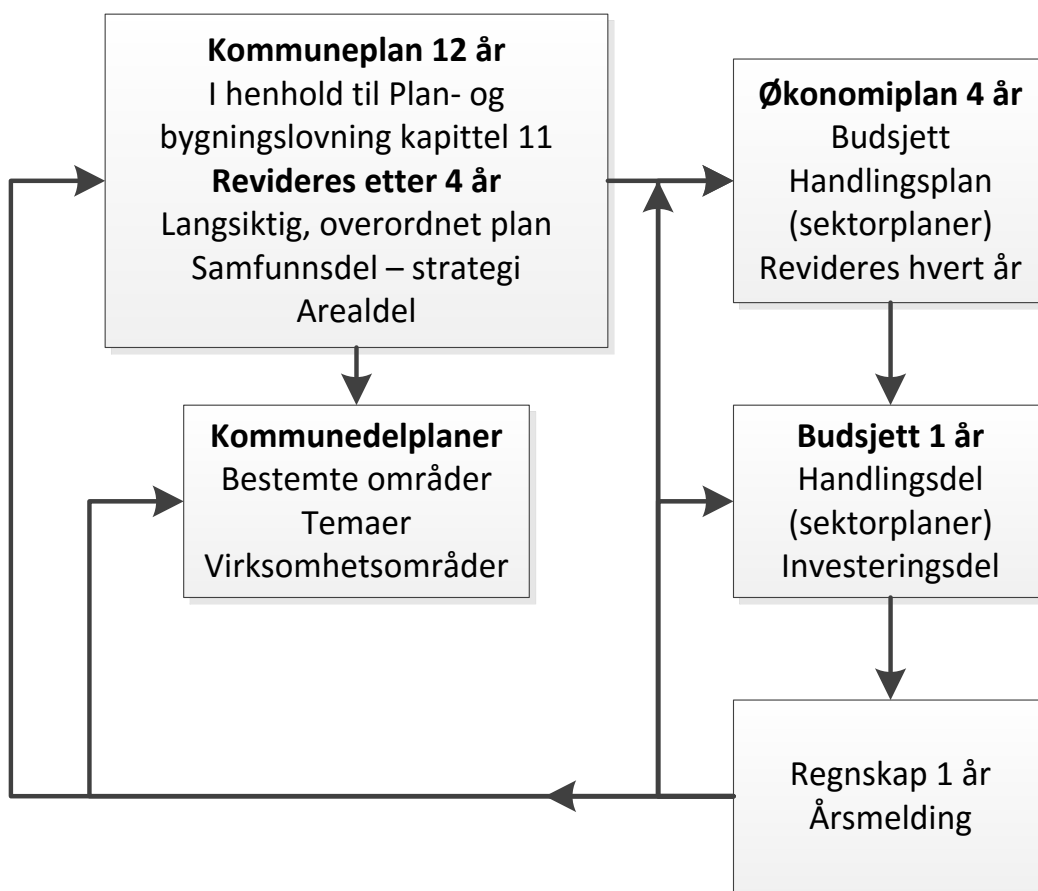 Kommuneplan 12 år
I henhold til Plan- og
bygningslovning kapittel 11
Revideres etter 4 år
Langsiktig, overordnet plan
Samfunnsdel – strategi
Arealdel
Kommunedelplaner
Bestemte områder
Temaer
Virksomhetsområder
Økonomiplan 4 år
Budsjett
Handlingsplan
(sektorplaner)
Revideres hvert år
Budsjett 1 år
Handlingsdel
(sektorplaner)
Investeringsdel
Regnskap 1 år
Årsmelding